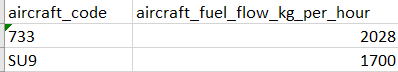 aircraft_code aircraft_fuel_flow_kg_per_hour
733 2028
SU9 1700